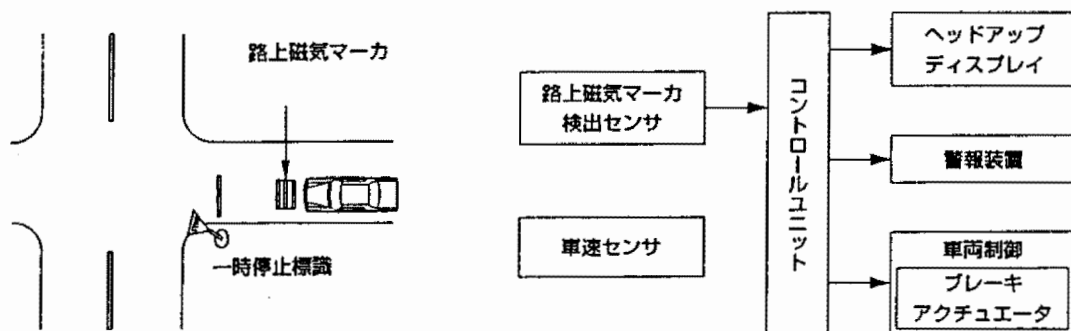 路上磁気マーカ
一時停止標識
路上磁気マーカ
検出センサ
車速センサ
コントロールユニット
ヘッドアップ
ディスプレイ
警報装置
車両制御
ブレーキ
アクチュエータ